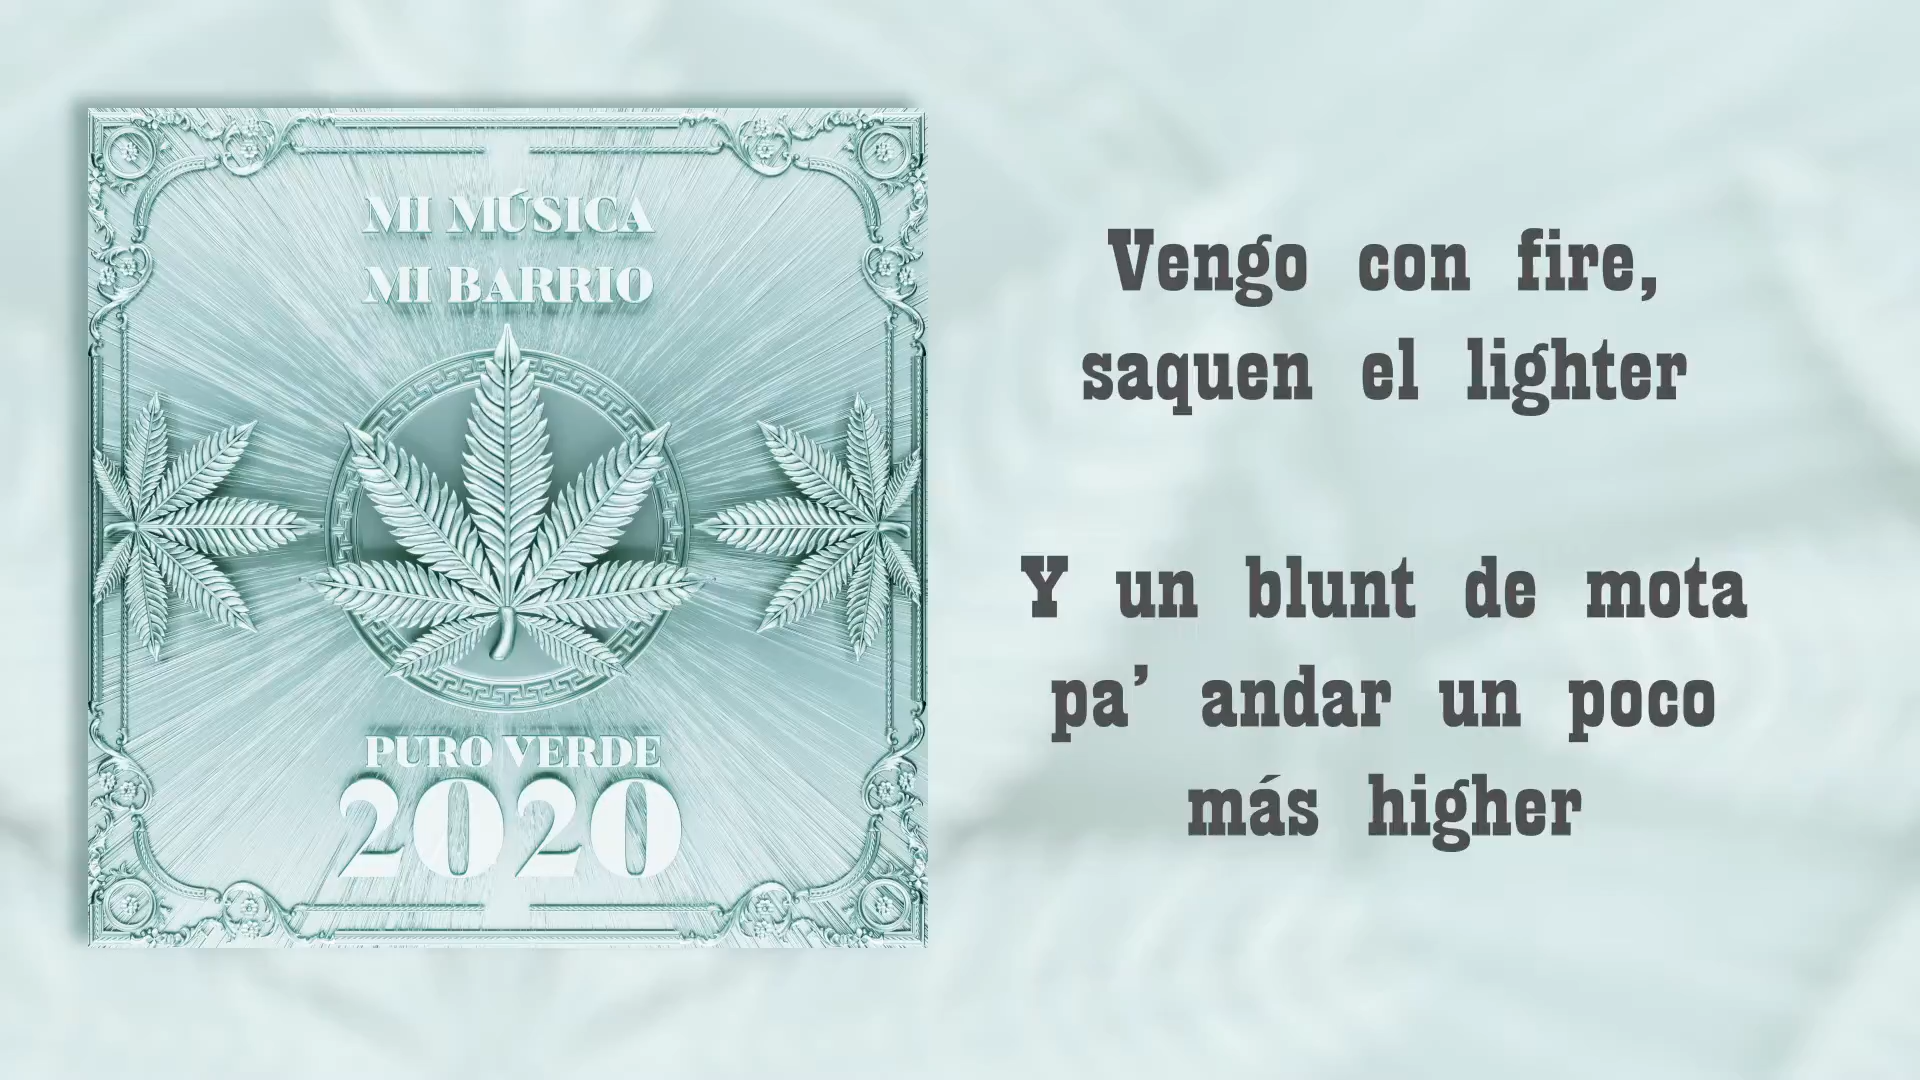 MI MÚSICA
MI BARRIO
PURO VERDE
2020
Vengo con fire,
saquen el lighter
Y un blunt de mota
pa’ andar un poco
más higher